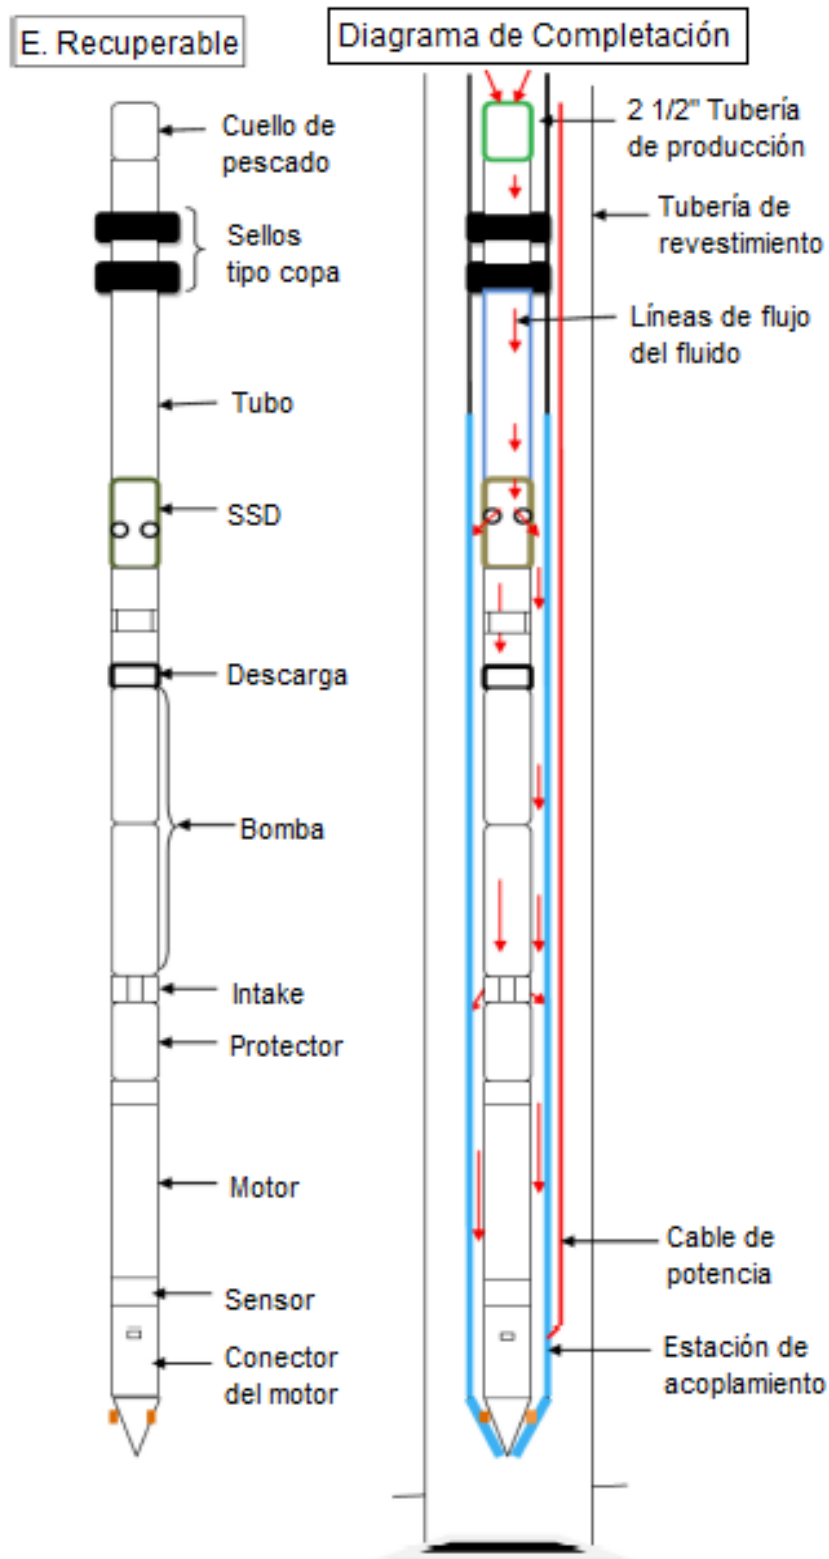 E. Recuperable
Diagrama de Completación
Cuello de
pescado
Sellos
tipo copa
Tubo
SSD
Descarga
Bomba
Intake
Protector
Motor
Sensor
Conector
del motor
2 1/2" Tubería
de producción
Tubería de
revestimiento
Líneas de flujo
del fluido
Cable de
potencia
Estación de
acoplamiento